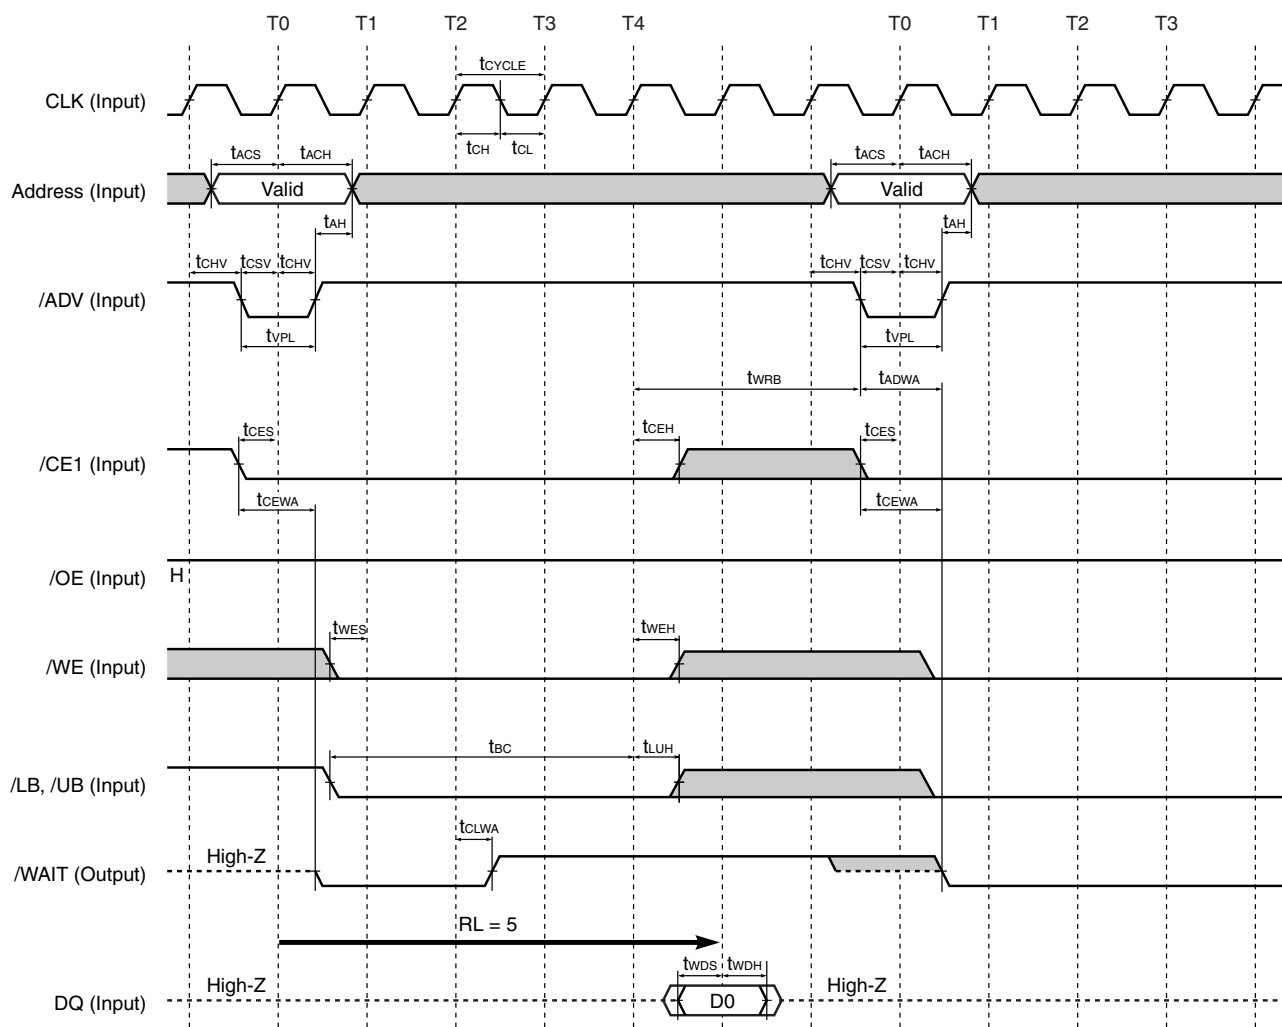 T0 T1 T2 T3 T4 T0 T1 T2 T3
tCYCLE
CLK (Input)
tCH tCL
tACS tACH tACS tACH
Address (Input) Valid Valid
tAH tAH
tCHV tCSV tCHV tCHV tCSV tCHV
/ADV (Input)
tVPL tVPL
tWRB tADWA
tCES tCEH tCES
/CE1 (Input)
tCEWA tCEWA
/OE (Input) H
tWES tWEH
/WE (Input)
tBC tLUH
/LB, /UB (Input)
tCLWA
High-Z
/WAIT (Output)
RL = 5
tWDS tWDH
High-Z High-Z
DQ (Input) D0